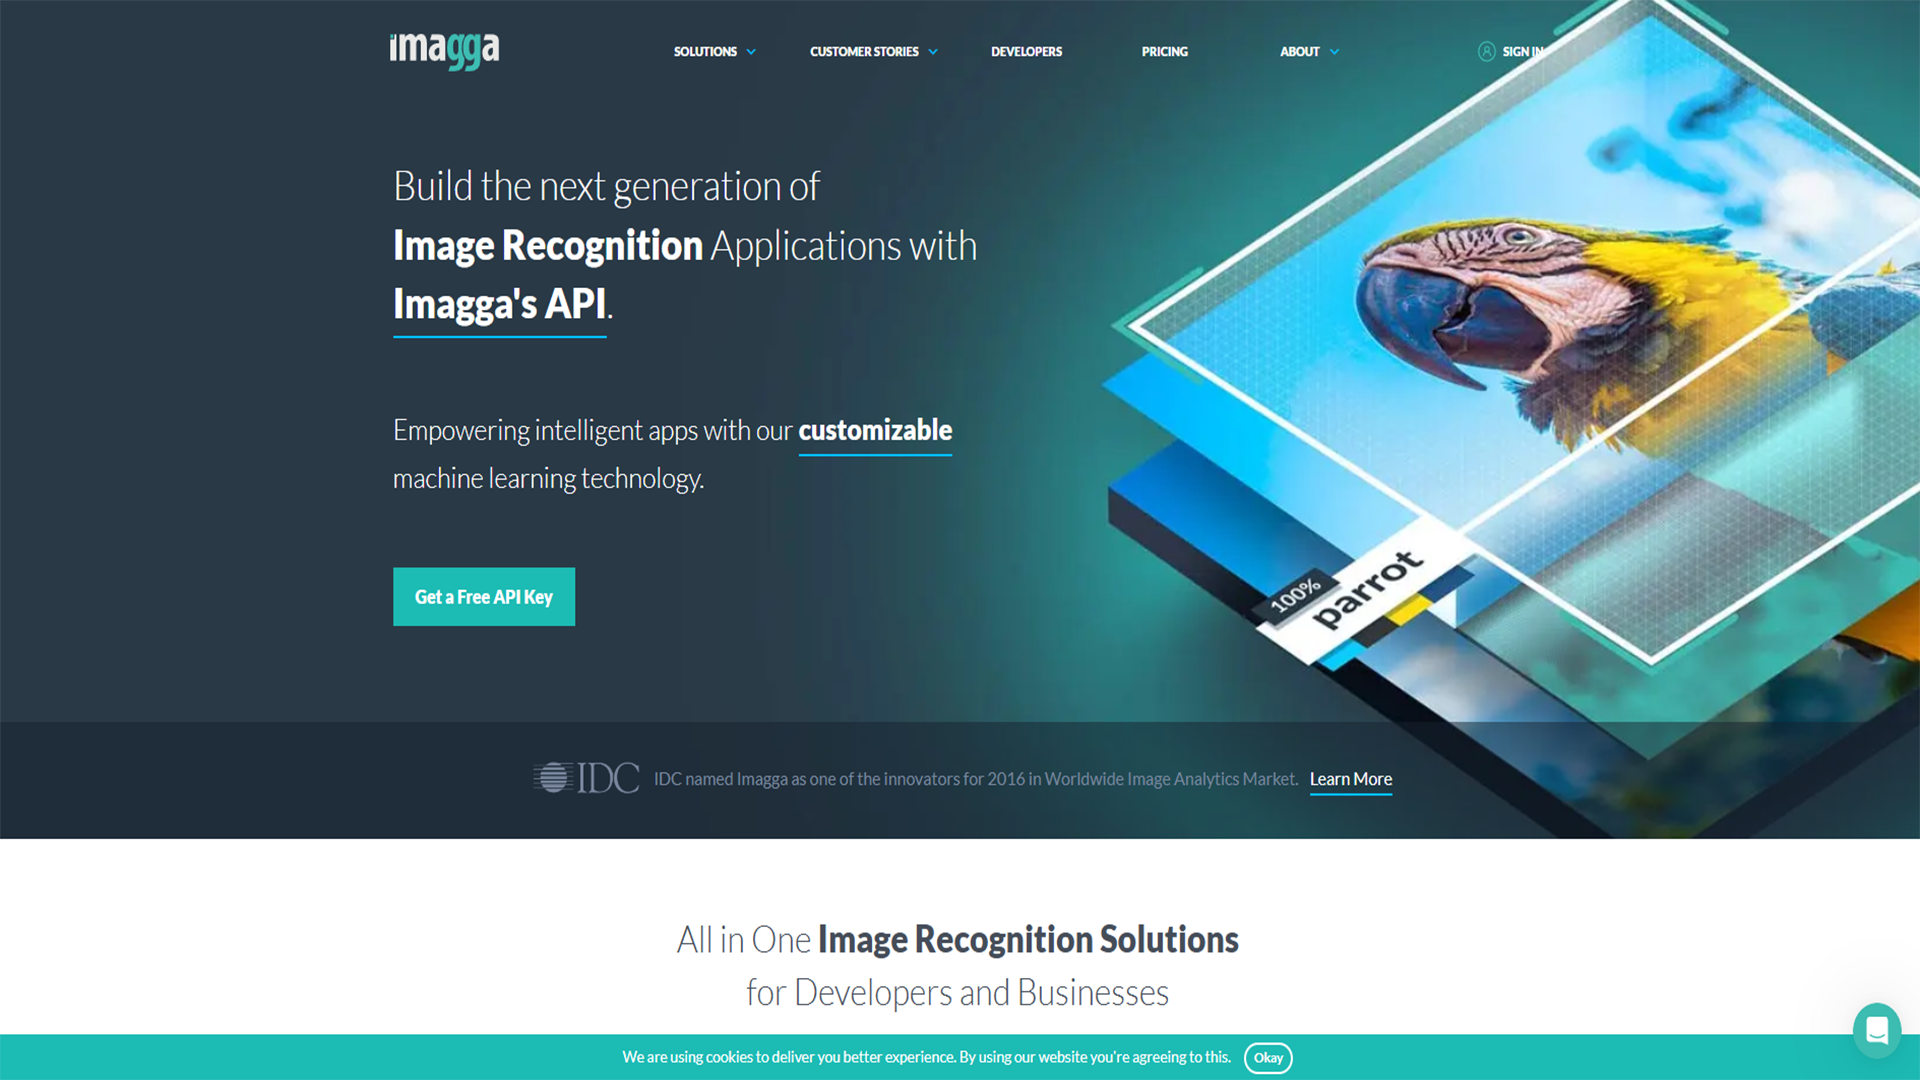 imagga
SOLUTIONS
CUSTOMER STORIES
DEVELOPERS
PRICING
ABOUT
SIGN IN
Build the next generation of
Image Recognition Applications with
Imagga's API.
Empowering intelligent apps with our customizable
machine learning technology.
Get a Free API Key
100%
parrot
IDC IDC named Imagga as one of the innovators for 2016 in Worldwide Image Analytics Market. Learn More
All in One Image Recognition Solutions
for Developers and Businesses
We are using cookies to deliver you better experience. By using our website you're agreeing to this. Okay